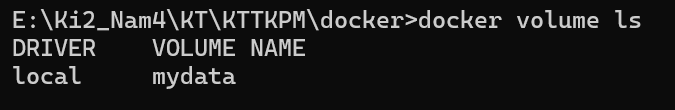 E:\Ki2_Nam4\KT\KTTKPM\docker>docker volume ls
DRIVER    VOLUME NAME
local     mydata